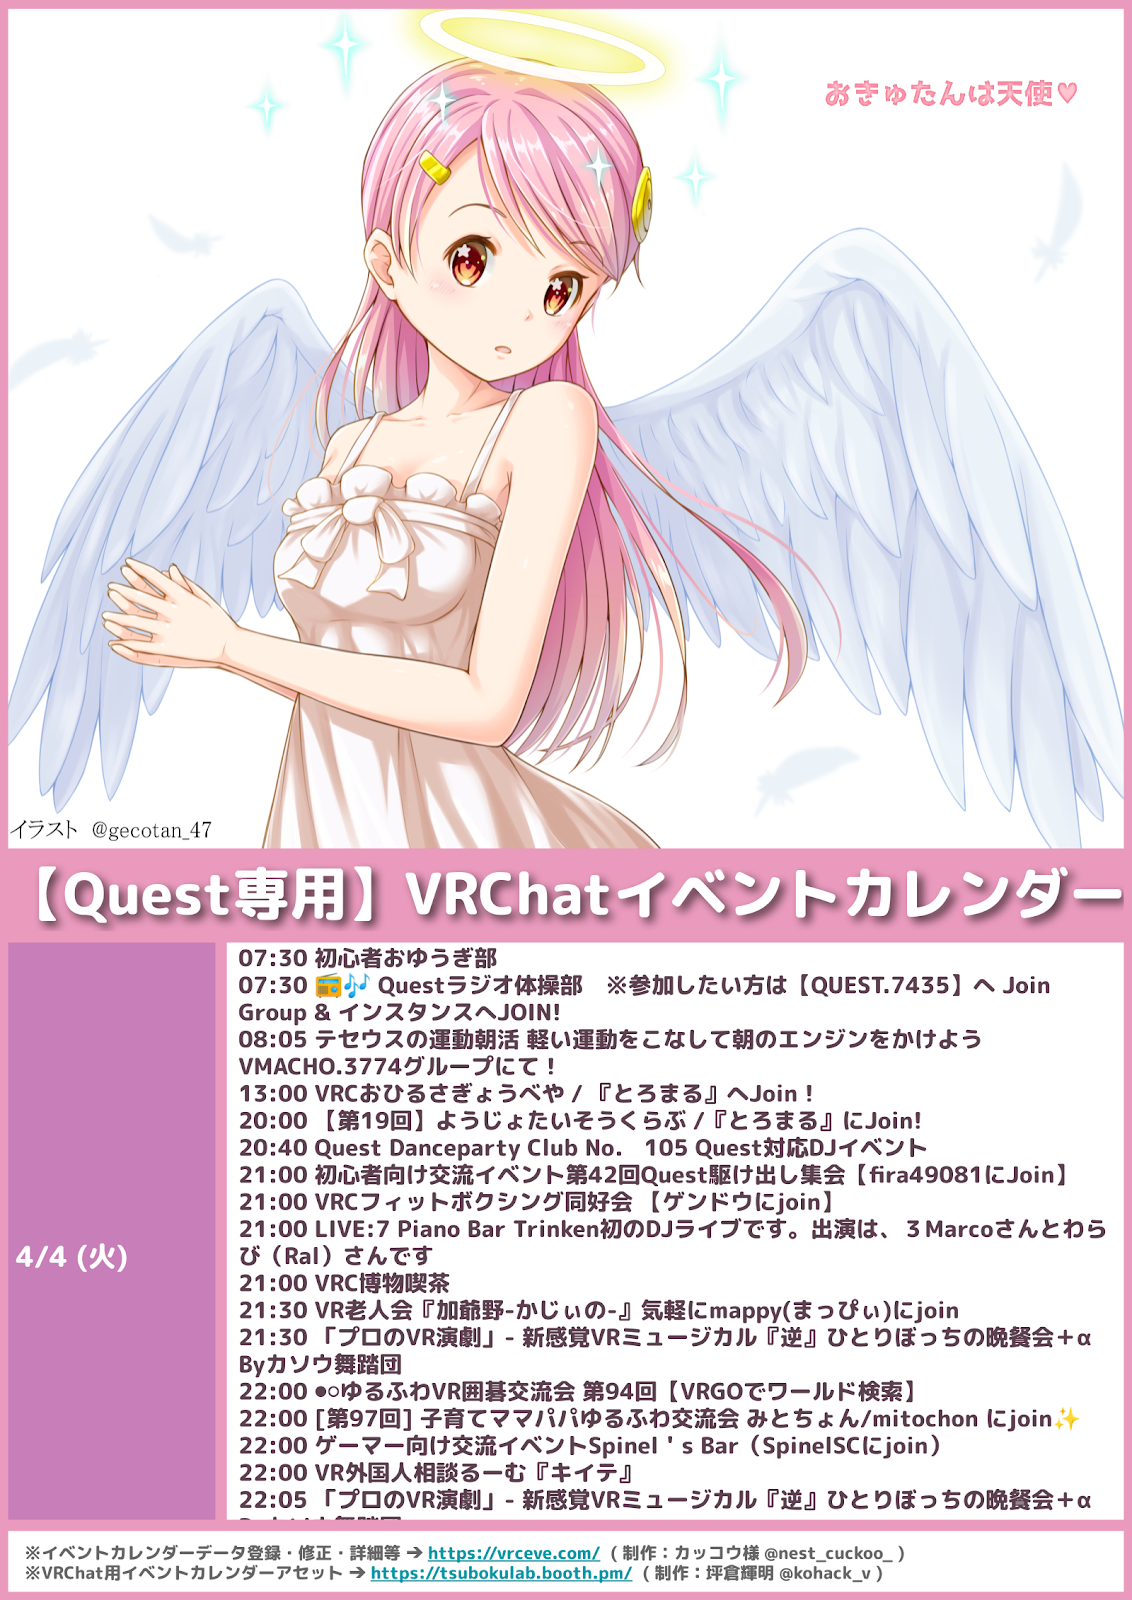 おきゅたんは天使♥
イラスト @gecotan_47
【Quest専用】VRChatイベントカレンダー
4/4 (火)
07:30 初心者おゆうぎ部
07:30 📻🎶 Questラジオ体操部　※参加したい方は【QUEST.7435】へ Join
Group & インスタンスへJOIN!
08:05 テセウスの運動朝活 軽い運動をこなして朝のエンジンをかけよう
VMACHO.3774グループにて！
13:00 VRCおひるさぎょうべや / 『とろまる』へJoin！
20:00 【第19回】ようじょたいそうくらぶ /『とろまる』にJoin!
20:40 Quest Danceparty Club No.　105 Quest対応DJイベント
21:00 初心者向け交流イベント第42回Quest駆け出し集会【fira49081にJoin】
21:00 VRCフィットボクシング同好会 【ゲンドウにjoin】
21:00 LIVE:7 Piano Bar Trinken初のDJライブです。出演は、３Marcoさんとわら
び（Ral）さんです
21:00 VRC博物喫茶
21:30 VR老人会『加爺野-かじぃの-』気軽にmappy(まっぴぃ)にjoin
21:30 「プロのVR演劇」- 新感覚VRミュージカル『逆』ひとりぼっちの晩餐会＋α
Byカソウ舞踏団
22:00 ●○ゆるふわVR囲碁交流会 第94回【VRGOでワールド検索】
22:00 [第97回] 子育てママパパゆるふわ交流会 みとちょん/mitochon にjoin✨
22:00 ゲーマー向け交流イベントSpinel＇s Bar（SpinelSCにjoin）
22:00 VR外国人相談るーむ『キイテ』
22:05 「プロのVR演劇」- 新感覚VRミュージカル『逆』ひとりぼっちの晩餐会＋α
※イベントカレンダーデータ登録・修正・詳細等 ➔ https://vrceve.com/ （制作：カッコウ様 @nest_cuckoo_ ）
※VRChat用イベントカレンダーアセット ➔ https://tsubokulab.booth.pm/ （制作：坪倉輝明 @kohack_v ）